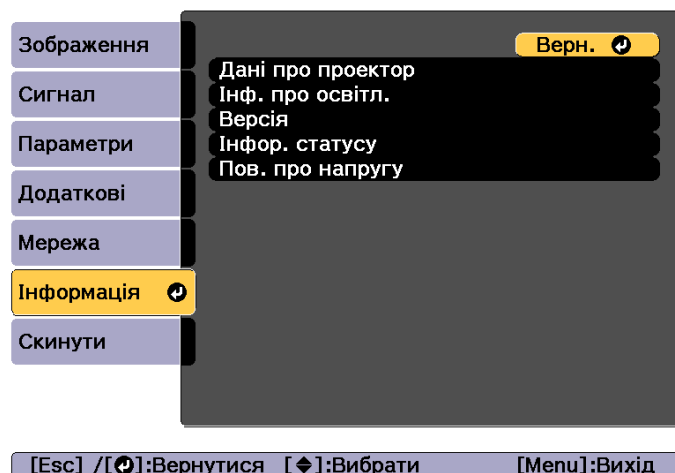 Зображення
Сигнал
Параметри
Додаткові
Мережа
Інформація
Скинути
Верн.
Дані про проектор
Інф. про освітл.
Версія
Інфор. статусу
Пов. про напругу
[Esc] /[⏎]:Вернутися [◆]:Вибрати [Menu]:Вихід